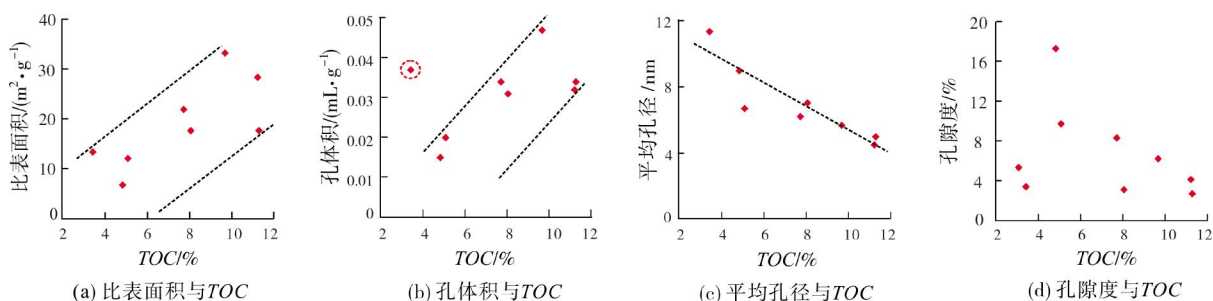 40
30
20
10
0
2 4 6 8 10 12
比表面积/(m²·g⁻¹)
TOC/%
(a) 比表面积与TOC
0.05
0.04
0.03
0.02
0.01
0
2 4 6 8 10 12
孔体积/(mL·g⁻¹)
TOC/%
(b) 孔体积与TOC
12
8
4
0
2 4 6 8 10 12
平均孔径/nm
TOC/%
(c) 平均孔径与TOC
20
16
12
8
4
0
2 4 6 8 10 12
孔隙度/%
TOC/%
(d) 孔隙度与TOC